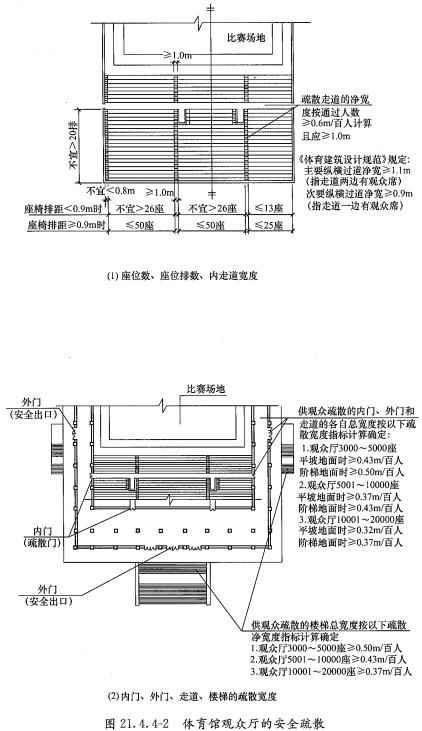 比赛场地
≥1.0m
疏散走道的净宽
度按通过人数
≥0.6m/百人计算
且应≥1.0m
不宜>20排
《体育建筑设计规范》规定:
主要纵横过道净宽≥1.1m
(指走道两边有观众席)
次要纵横过道净宽≥0.9m
(指走道一边有观众席)
不宜<0.8m ≥1.0m
座椅排距<0.9m时 不宜>26座 不宜>26座 ≤13座
座椅排距≥0.9m时 ≤50座 ≤50座 ≤25座
(1) 座位数、座位排数、内走道宽度
比赛场地
外门
(安全出口)
供观众疏散的内门、外门和
走道的各自总宽度按以下疏
散宽度指标计算确定:
1.观众厅3000~5000座
平坡地面时≥0.43m/百人
阶梯地面时≥0.50m/百人
2.观众厅5001~10000座
平坡地面时≥0.37m/百人
阶梯地面时≥0.43m/百人
3.观众厅10001~20000座
平坡地面时≥0.32m/百人
阶梯地面时≥0.37m/百人
内门
(疏散门)
外门
(安全出口)
供观众疏散的楼梯总宽度按以下疏散
净宽度指标计算确定
1.观众厅3000~5000座≥0.50m/百人
2.观众厅5001~10000座≥0.43m/百人
3.观众厅10001~20000座≥0.37m/百人
(2)内门、外门、走道、楼梯的疏散宽度
图 21.4.4-2 体育馆观众厅的安全疏散